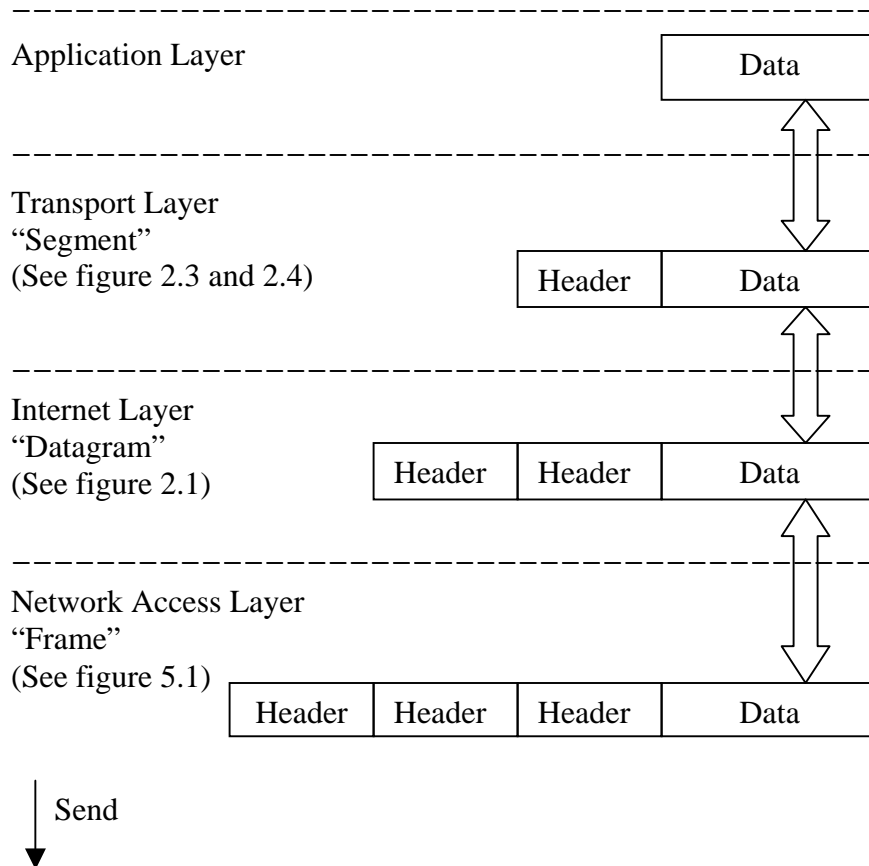 Application Layer
Data
Transport Layer
“Segment”
(See figure 2.3 and 2.4)
Header Data
Internet Layer
“Datagram”
(See figure 2.1)
Header Header Data
Network Access Layer
“Frame”
(See figure 5.1)
Header Header Header Data
Send